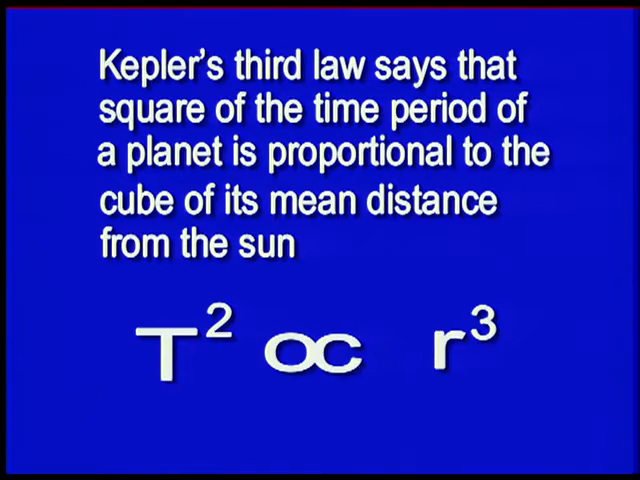 Kepler's third law says that
square of the time period of
a planet is proportional to the
cube of its mean distance
from the sun
T² ∝ r³